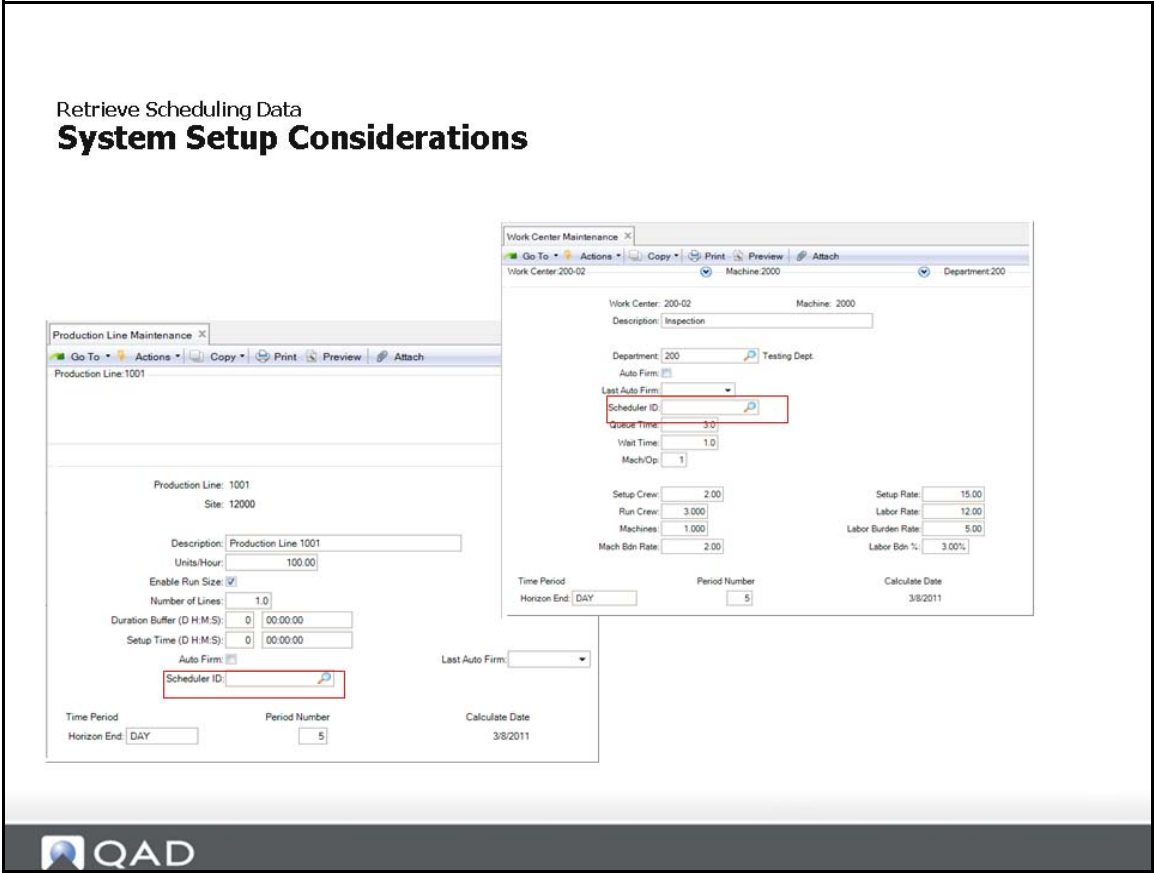 Retrieve Scheduling Data
System Setup Considerations
Work Center Maintenance ×
Go To Actions Copy Print Preview Attach
Work Center:200-02 Machine:2000 Department:200
Work Center: 200-02 Machine: 2000
Description: Inspection
Department: 200 Testing Dept.
Auto Firm:
Last Auto Firm:
Scheduler ID:
Queue Time: 3.0
Wait Time: 1.0
Mach/Op: 1
Setup Crew: 2.00 Setup Rate: 15.00
Run Crew: 3.000 Labor Rate: 12.00
Machines: 1.000 Labor Burden Rate: 5.00
Mach Bdn Rate: 2.00 Labor Bdn %: 3.00%
Time Period Period Number Calculate Date
Horizon End: DAY 5 3/8/2011
Production Line Maintenance ×
Go To Actions Copy Print Preview Attach
Production Line:1001
Production Line: 1001
Site: 12000
Description: Production Line 1001
Units/Hour: 100.00
Enable Run Size:
Number of Lines: 1.0
Duration Buffer (D H:M:S): 0 00:00:00
Setup Time (D H:M:S): 0 00:00:00
Auto Firm: Last Auto Firm:
Scheduler ID:
Time Period Period Number Calculate Date
Horizon End: DAY 5 3/8/2011
QAD